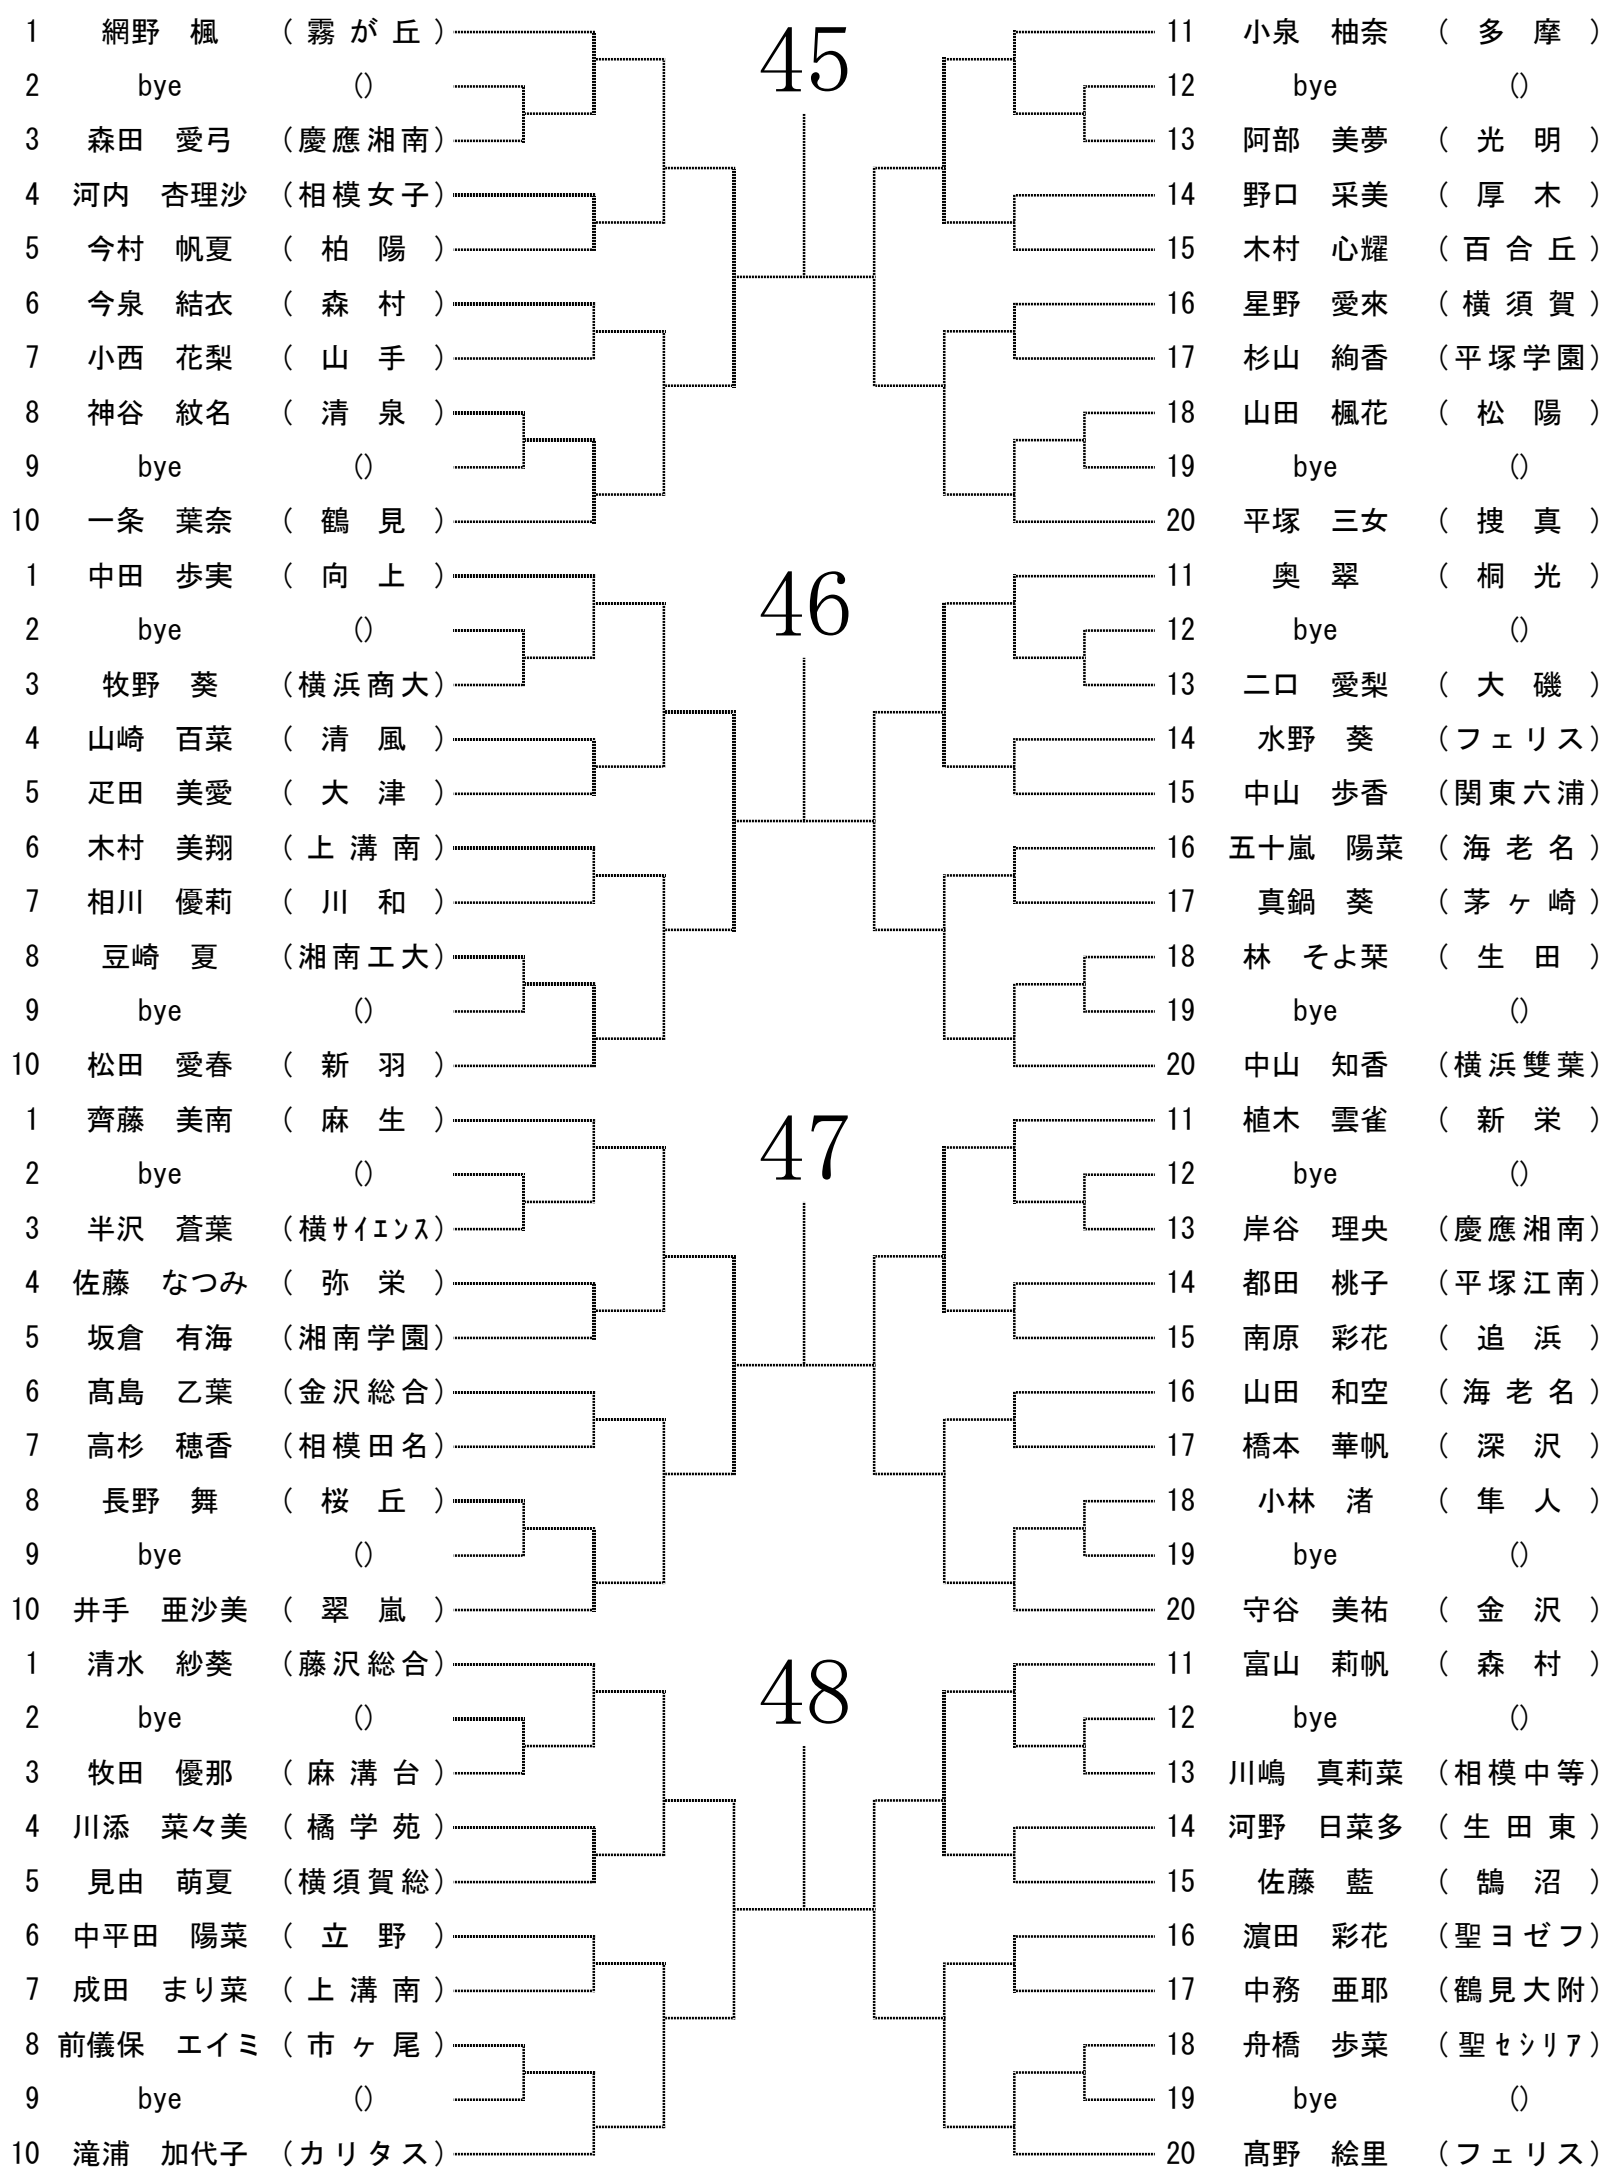 45
1 網野 楓 (霧が丘)
2 bye ()
3 森田 愛弓 (慶應湘南)
4 河内 杏理沙 (相模女子)
5 今村 帆夏 (柏陽)
6 今泉 結衣 (森村)
7 小西 花梨 (山手)
8 神谷 紋名 (清泉)
9 bye ()
10 一条 葉奈 (鶴見)
11 小泉 柚奈 (多摩)
12 bye ()
13 阿部 美夢 (光明)
14 野口 采美 (厚木)
15 木村 心耀 (百合丘)
16 星野 愛來 (横須賀)
17 杉山 絢香 (平塚学園)
18 山田 楓花 (松陽)
19 bye ()
20 平塚 三女 (捜真)
46
1 中田 歩実 (向上)
2 bye ()
3 牧野 葵 (横浜商大)
4 山崎 百菜 (清風)
5 疋田 美愛 (大津)
6 木村 美翔 (上溝南)
7 相川 優莉 (川和)
8 豆崎 夏 (湘南工大)
9 bye ()
10 松田 愛春 (新羽)
11 奥 翠 (桐光)
12 bye ()
13 二口 愛梨 (大磯)
14 水野 葵 (フェリス)
15 中山 歩香 (関東六浦)
16 五十嵐 陽菜 (海老名)
17 真鍋 葵 (茅ヶ崎)
18 林 そよ栞 (生田)
19 bye ()
20 中山 知香 (横浜雙葉)
47
1 齊藤 美南 (麻生)
2 bye ()
3 半沢 蒼葉 (横ｻｲｴﾝｽ)
4 佐藤 なつみ (弥栄)
5 坂倉 有海 (湘南学園)
6 髙島 乙葉 (金沢総合)
7 高杉 穂香 (相模田名)
8 長野 舞 (桜丘)
9 bye ()
10 井手 亜沙美 (翠嵐)
11 植木 雲雀 (新栄)
12 bye ()
13 岸谷 理央 (慶應湘南)
14 都田 桃子 (平塚江南)
15 南原 彩花 (追浜)
16 山田 和空 (海老名)
17 橋本 華帆 (深沢)
18 小林 渚 (隼人)
19 bye ()
20 守谷 美祐 (金沢)
48
1 清水 紗葵 (藤沢総合)
2 bye ()
3 牧田 優那 (麻溝台)
4 川添 菜々美 (橘学苑)
5 見由 萌夏 (横須賀総)
6 中平田 陽菜 (立野)
7 成田 まり菜 (上溝南)
8 前儀保 エイミ (市ヶ尾)
9 bye ()
10 滝浦 加代子 (カリタス)
11 富山 莉帆 (森村)
12 bye ()
13 川嶋 真莉菜 (相模中等)
14 河野 日菜多 (生田東)
15 佐藤 藍 (鵠沼)
16 濵田 彩花 (聖ヨゼフ)
17 中務 亜耶 (鶴見大附)
18 舟橋 歩菜 (聖ｾｼﾘｱ)
19 bye ()
20 髙野 絵里 (フェリス)